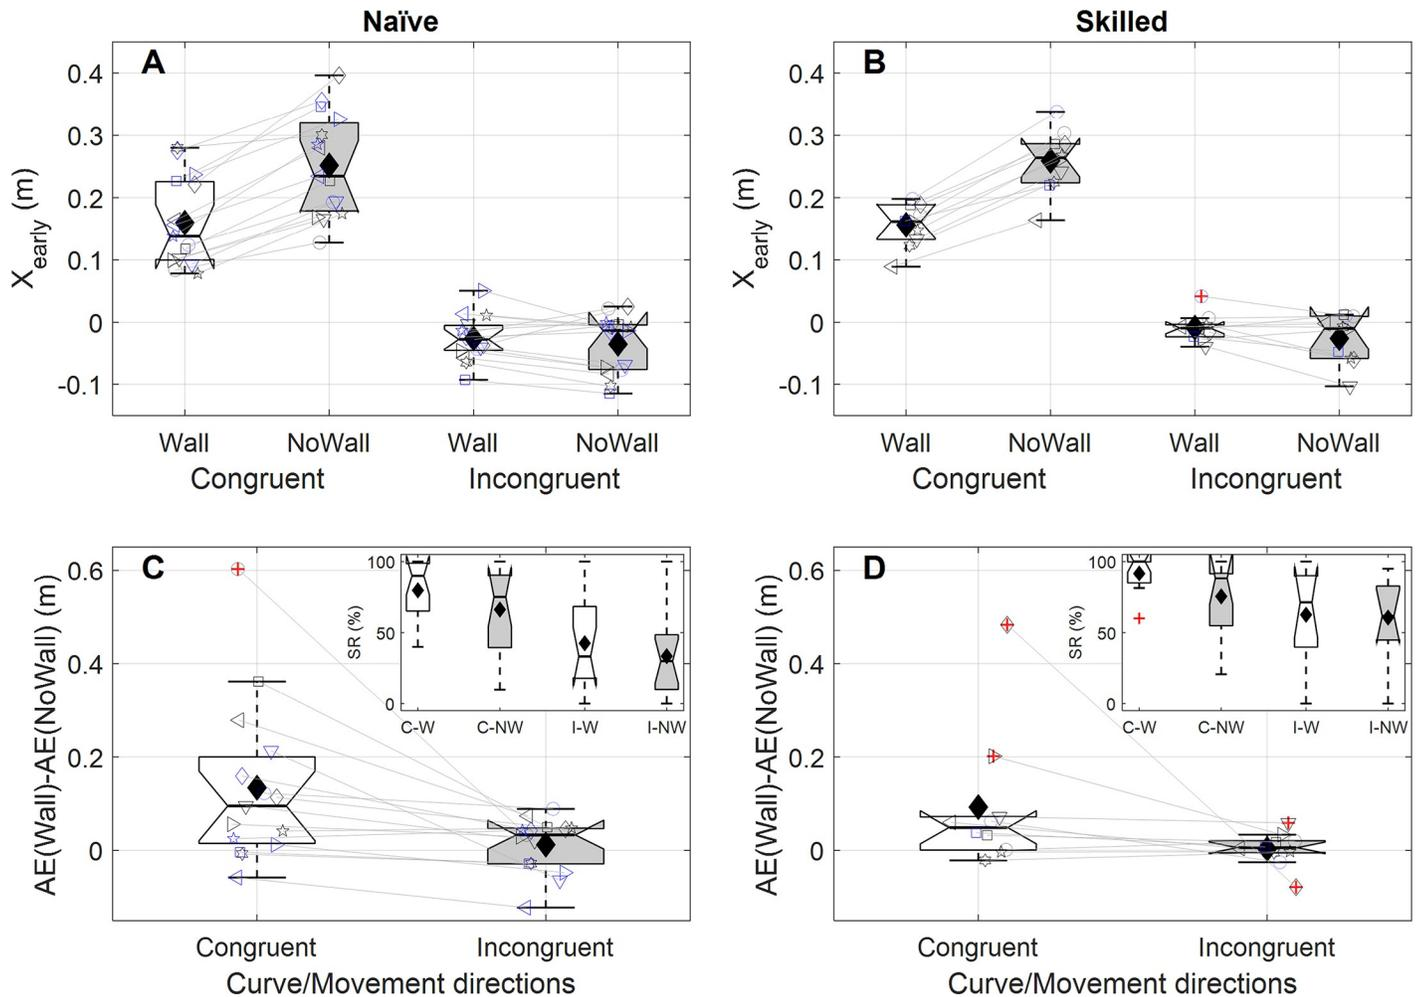 Naïve
Skilled
A
B
0.4
0.3
0.2
0.1
0
-0.1
X_early (m)
Wall NoWall Wall NoWall
Congruent Incongruent
0.4
0.3
0.2
0.1
0
-0.1
X_early (m)
Wall NoWall Wall NoWall
Congruent Incongruent
C
0.6
0.4
0.2
0
AE(Wall)-AE(NoWall) (m)
100
50
0
SR (%)
C-W C-NW I-W I-NW
Congruent Incongruent
Curve/Movement directions
D
0.6
0.4
0.2
0
AE(Wall)-AE(NoWall) (m)
100
50
0
SR (%)
C-W C-NW I-W I-NW
Congruent Incongruent
Curve/Movement directions